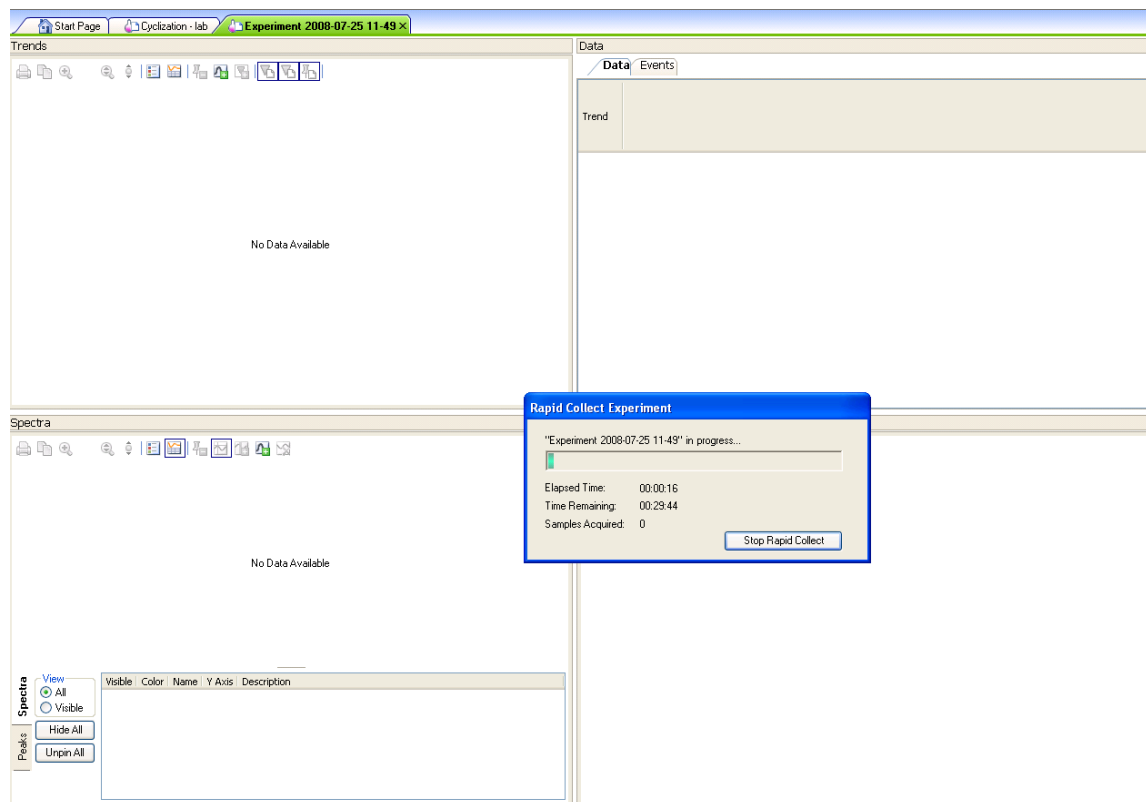 Start Page Cyclization - lab Experiment 2008-07-25 11-49
Trends
No Data Available
Data
Data Events
Trend
Spectra
No Data Available
Rapid Collect Experiment
"Experiment 2008-07-25 11-49" in progress...
Elapsed Time: 00:00:16
Time Remaining: 00:29:44
Samples Acquired: 0
Stop Rapid Collect
Spectra
Peaks
View
All
Visible
Hide All
Unpin All
Visible Color Name Y Axis Description